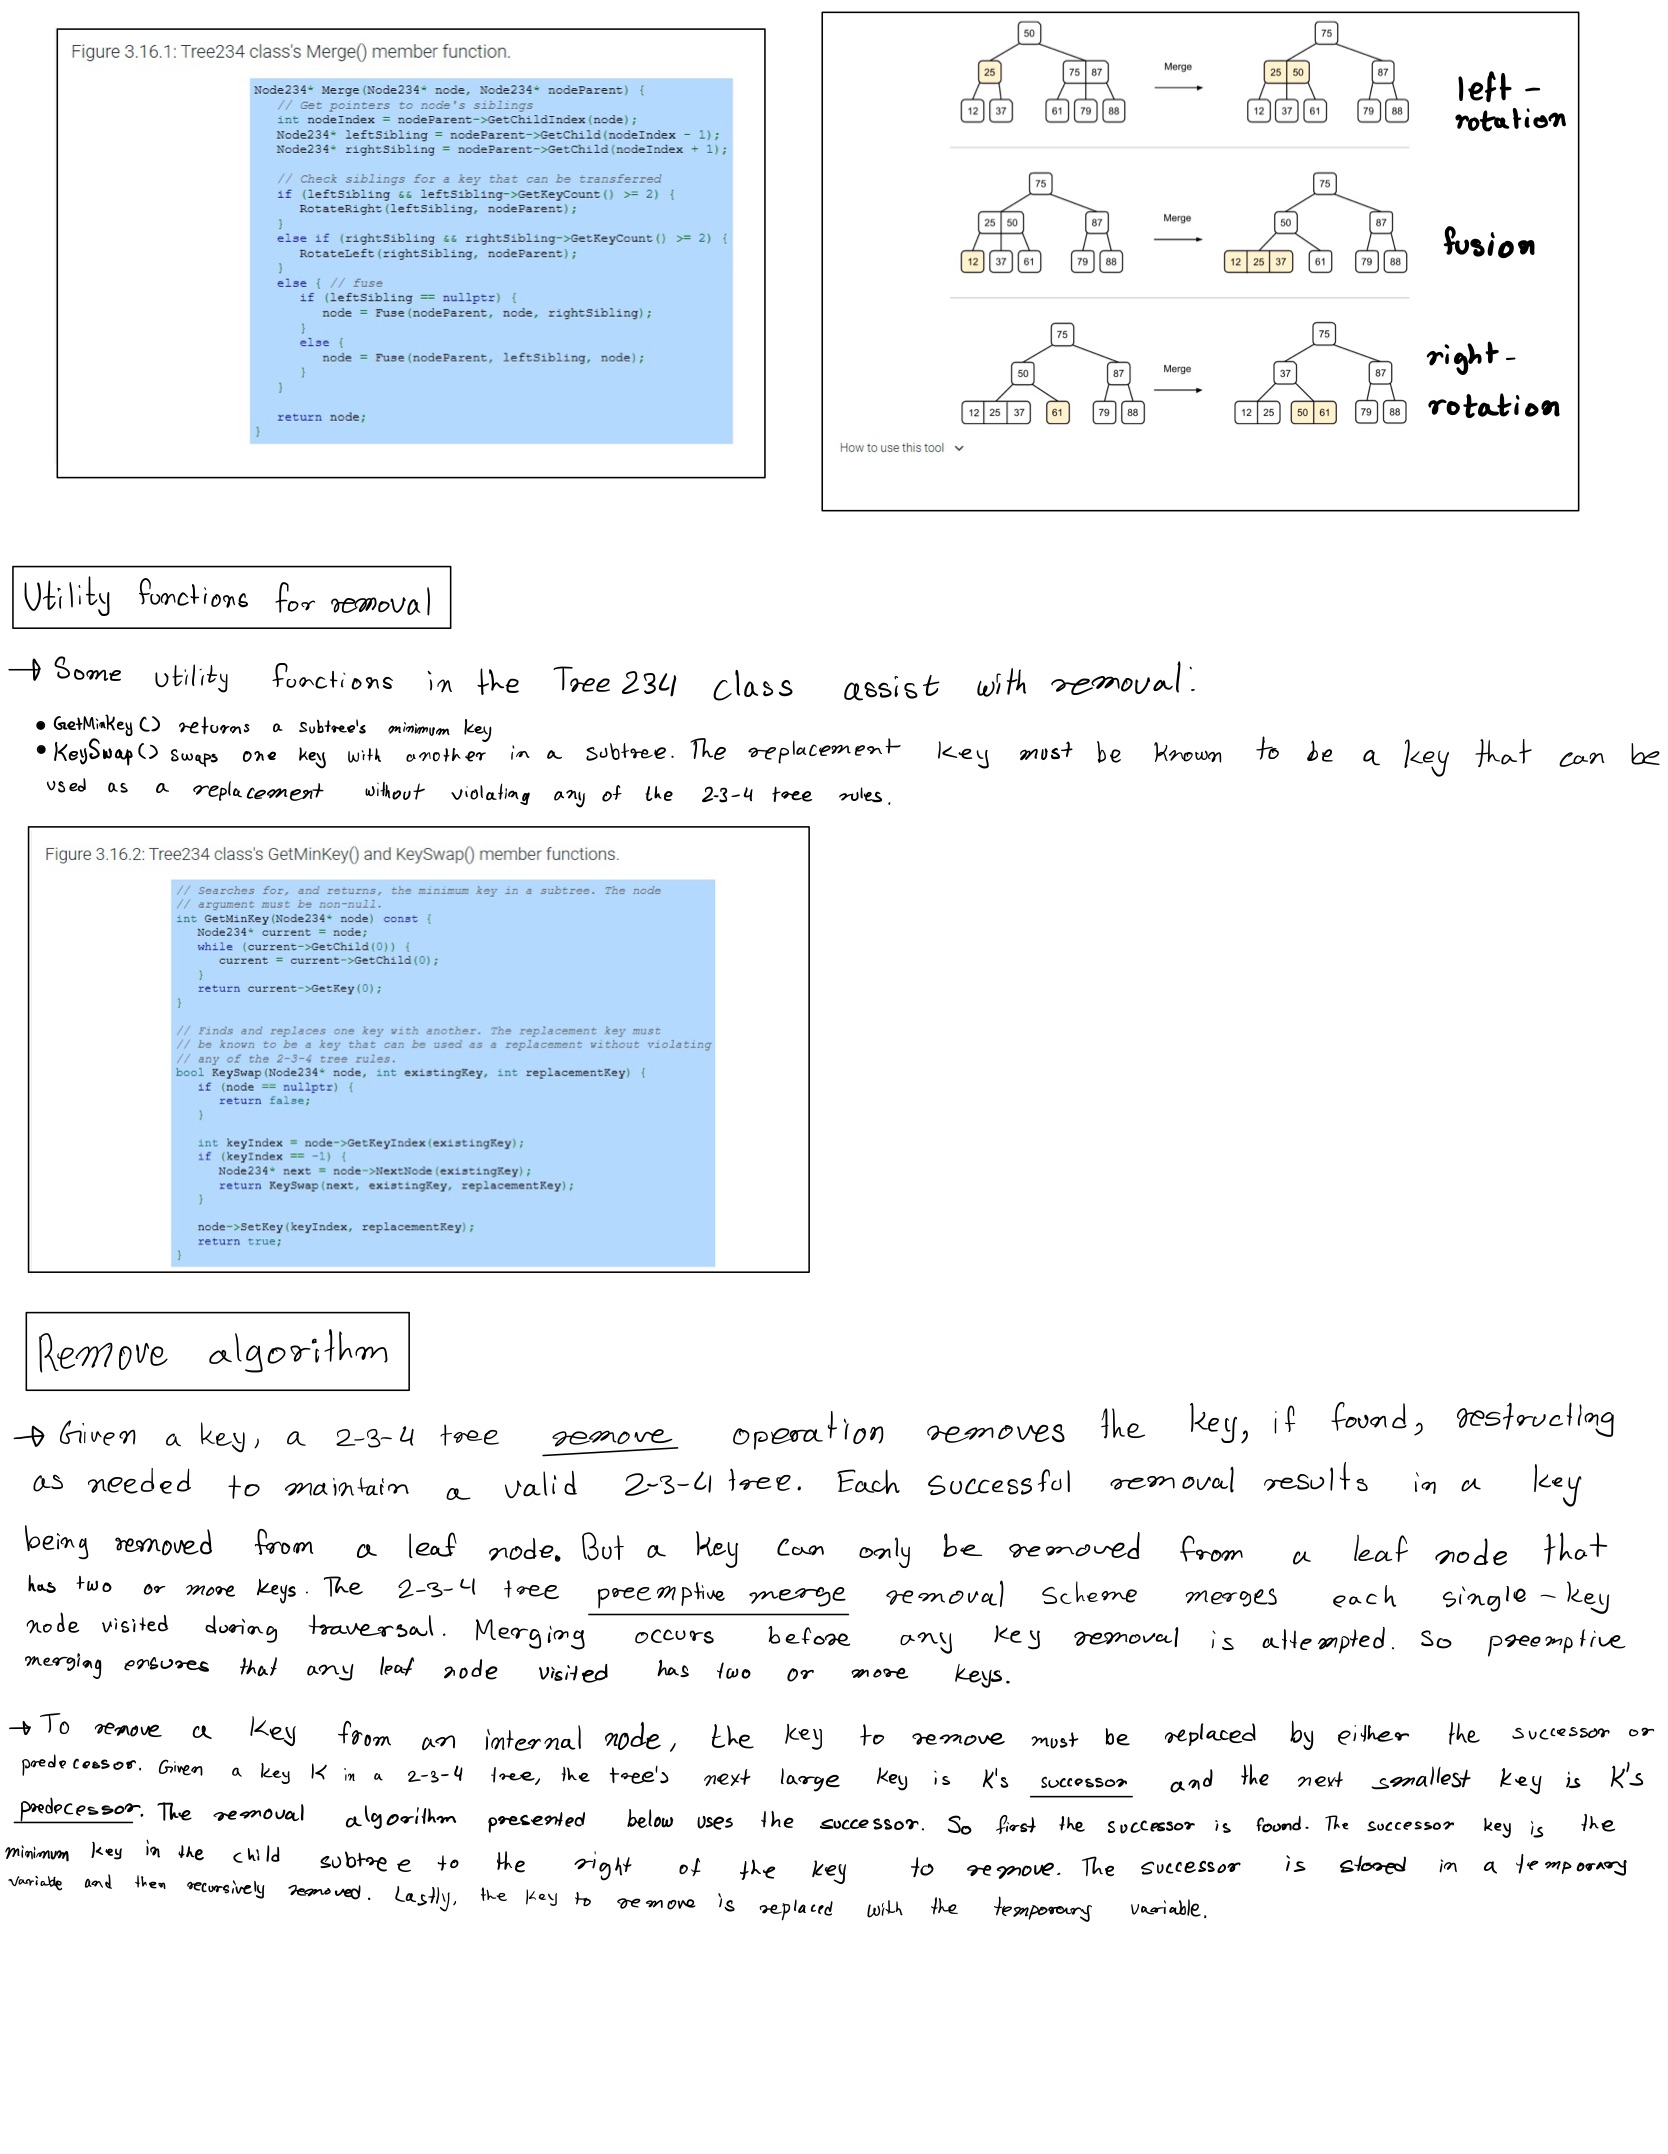 Figure 3.16.1: Tree234 class's Merge() member function.
Node234* Merge(Node234* node, Node234* nodeParent) {
// Get pointers to node's siblings
int nodeIndex = nodeParent->GetChildIndex(node);
Node234* leftSibling = nodeParent->GetChild(nodeIndex - 1);
Node234* rightSibling = nodeParent->GetChild(nodeIndex + 1);
// Check siblings for a key that can be transferred
if (leftSibling && leftSibling->GetKeyCount() >= 2) {
RotateRight(leftSibling, nodeParent);
}
else if (rightSibling && rightSibling->GetKeyCount() >= 2) {
RotateLeft(rightSibling, nodeParent);
}
else { // fuse
if (leftSibling == nullptr) {
node = Fuse(nodeParent, node, rightSibling);
}
else {
node = Fuse(nodeParent, leftSibling, node);
}
}
return node;
}
50 75
25 75 87 Merge 25 50 87
12 37 61 79 88 12 37 61 79 88
left -
rotation
75 75
25 50 87 Merge 50 87
12 37 61 79 88 12 25 37 61 79 88
fusion
75 75
50 87 Merge 37 87
12 25 37 61 79 88 12 25 50 61 79 88
right -
rotation
How to use this tool
Utility functions for removal
→ Some utility functions in the Tree 234 class assist with removal:
• GetMinKey () returns a subtree's minimum key
• KeySwap () swaps one key with another in a subtree. The replacement key must be known to be a key that can be
used as a replacement without violating any of the 2-3-4 tree rules.
Figure 3.16.2: Tree234 class's GetMinKey() and KeySwap() member functions.
// Searches for, and returns, the minimum key in a subtree. The node
// argument must be non-null.
int GetMinKey(Node234* node) const {
Node234* current = node;
while (current->GetChild(0)) {
current = current->GetChild(0);
}
return current->GetKey(0);
}
// Finds and replaces one key with another. The replacement key must
// be known to be a key that can be used as a replacement without violating
// any of the 2-3-4 tree rules.
bool KeySwap(Node234* node, int existingKey, int replacementKey) {
if (node == nullptr) {
return false;
}
int keyIndex = node->GetKeyIndex(existingKey);
if (keyIndex == -1) {
Node234* next = node->NextNode(existingKey);
return KeySwap(next, existingKey, replacementKey);
}
node->SetKey(keyIndex, replacementKey);
return true;
}
Remove algorithm
→ Given a key, a 2-3-4 tree remove operation removes the key, if found, restructing
as needed to maintain a valid 2-3-4 tree. Each successful removal results in a key
being removed from a leaf node. But a key can only be removed from a leaf node that
has two or more keys. The 2-3-4 tree preemptive merge removal scheme merges each single - key
node visited during traversal. Merging occurs before any key removal is attempted. So preemptive
merging ensures that any leaf node visited has two or more keys.
→ To remove a key from an internal node, the key to remove must be replaced by either the successor or
predecessor. Given a key K in a 2-3-4 tree, the tree's next large key is K's successor and the next smallest key is K's
predecessor. The removal algorithm presented below uses the successor. So first the successor is found. The successor key is the
minimum key in the child subtree to the right of the key to remove. The successor is stored in a temporary
variable and then recursively removed. Lastly, the key to remove is replaced with the temporary variable.